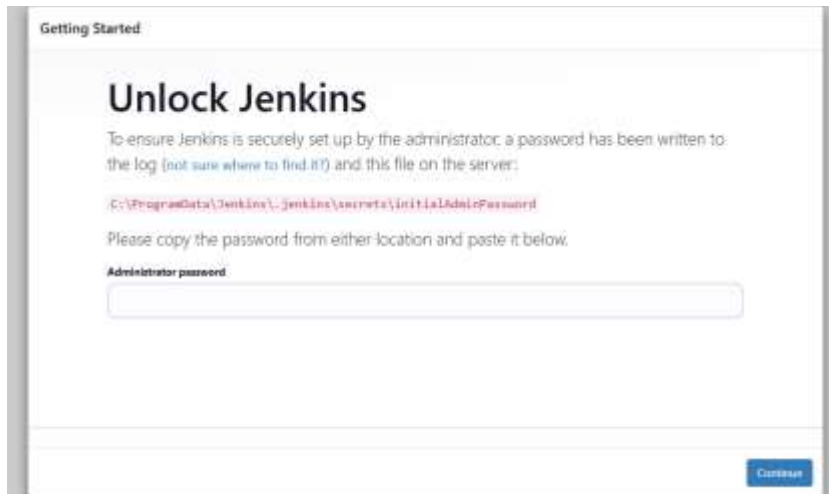 Getting Started
Unlock Jenkins
To ensure Jenkins is securely set up by the administrator, a password has been written to
the log (not sure where to find it?) and this file on the server:
C:\ProgramData\Jenkins\.jenkins\secrets\initialAdminPassword
Please copy the password from either location and paste it below.
Administrator password
Continue